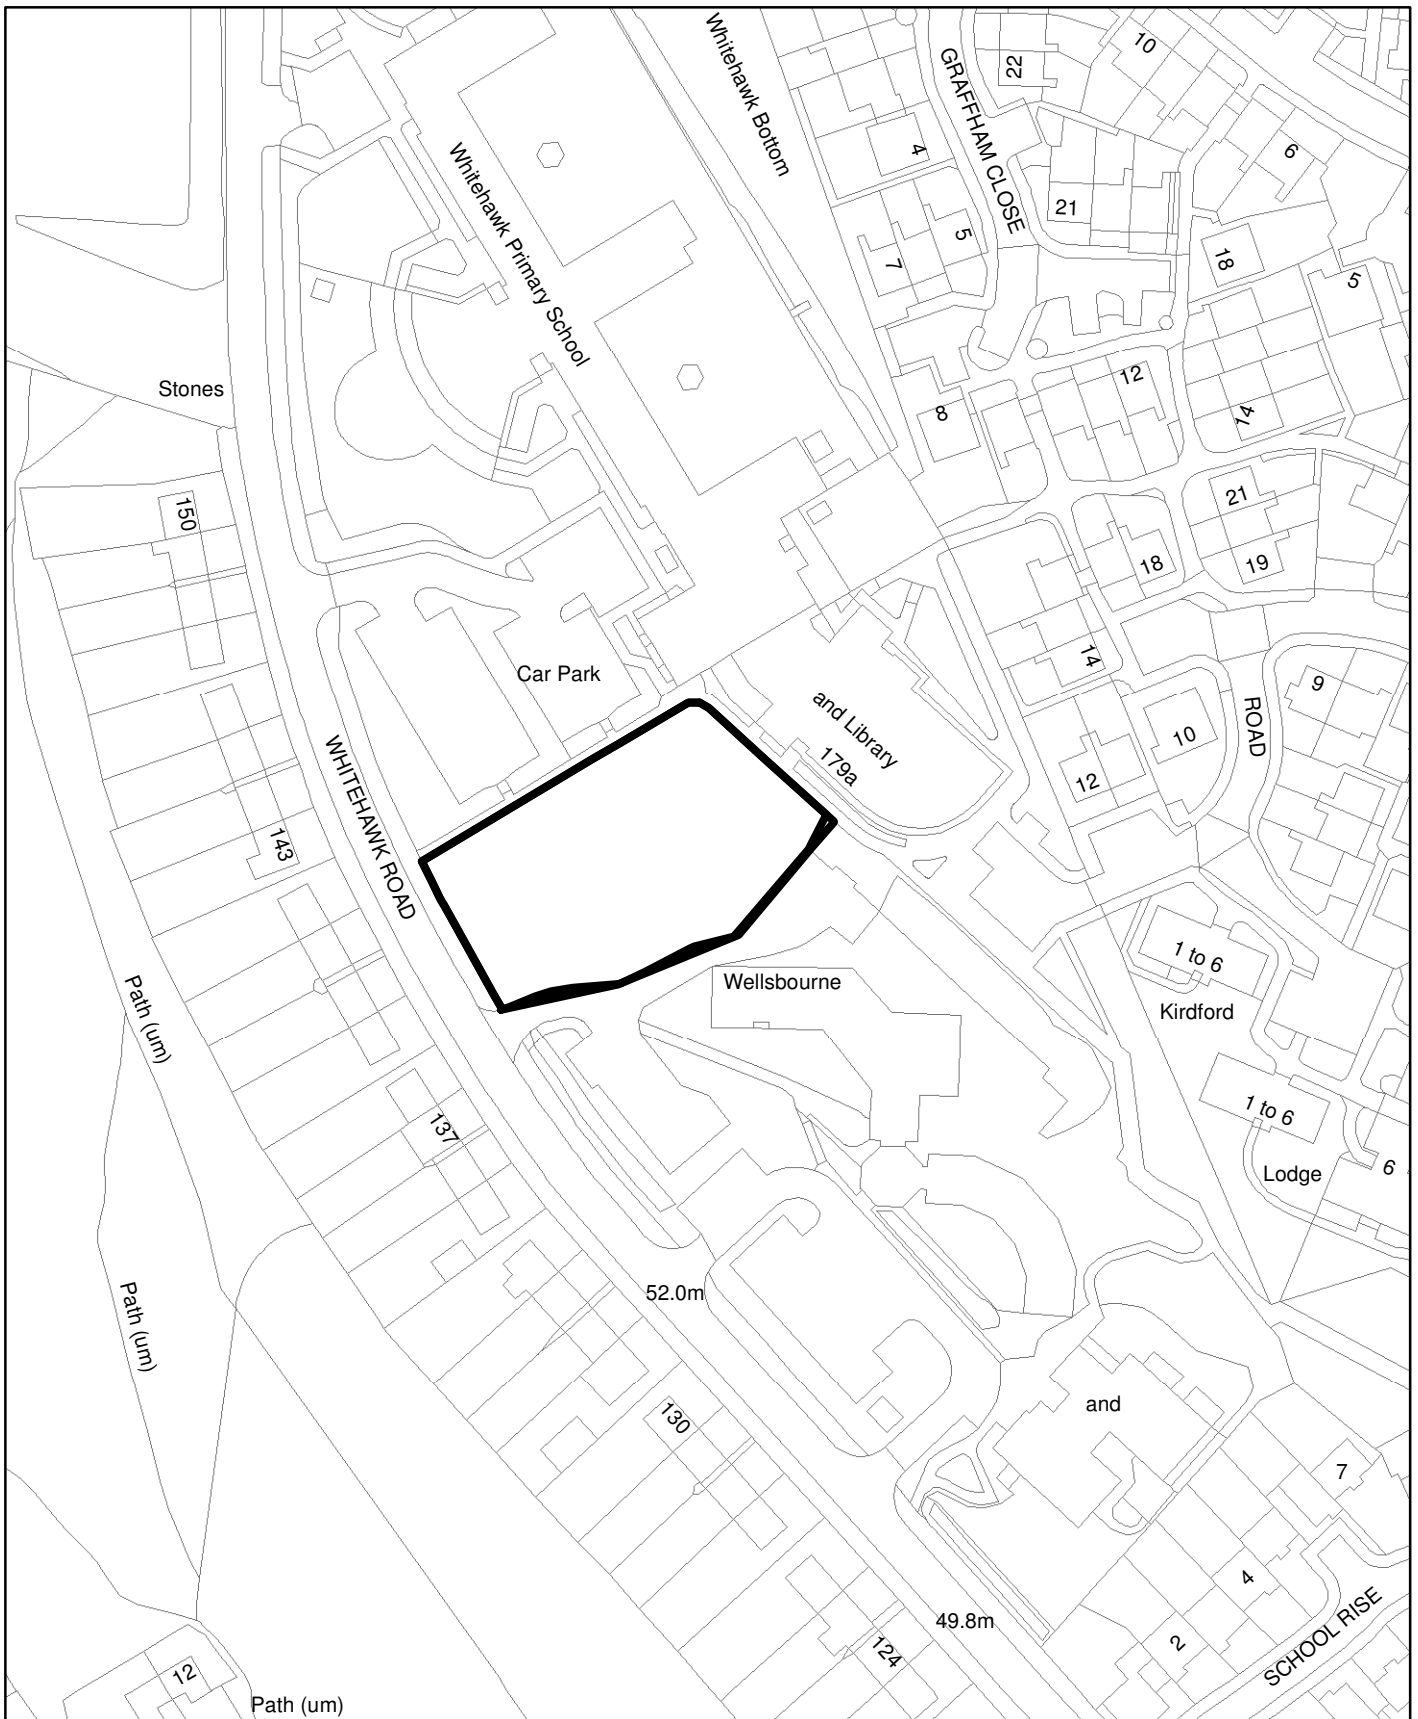 Whitehawk Bottom
GRAFFHAM CLOSE
22
10
4
6
Whitehawk Primary School
21
5
7
18
5
Stones
12
8
14
150
21
18
19
14
Car Park
and Library
179a
9
10
ROAD
12
WHITEHAWK ROAD
143
1 to 6
Wellsbourne
Kirdford
Path (um)
137
1 to 6
Lodge
6
52.0m
Path (um)
130
and
7
4
49.8m
2
SCHOOL RISE
124
12
Path (um)